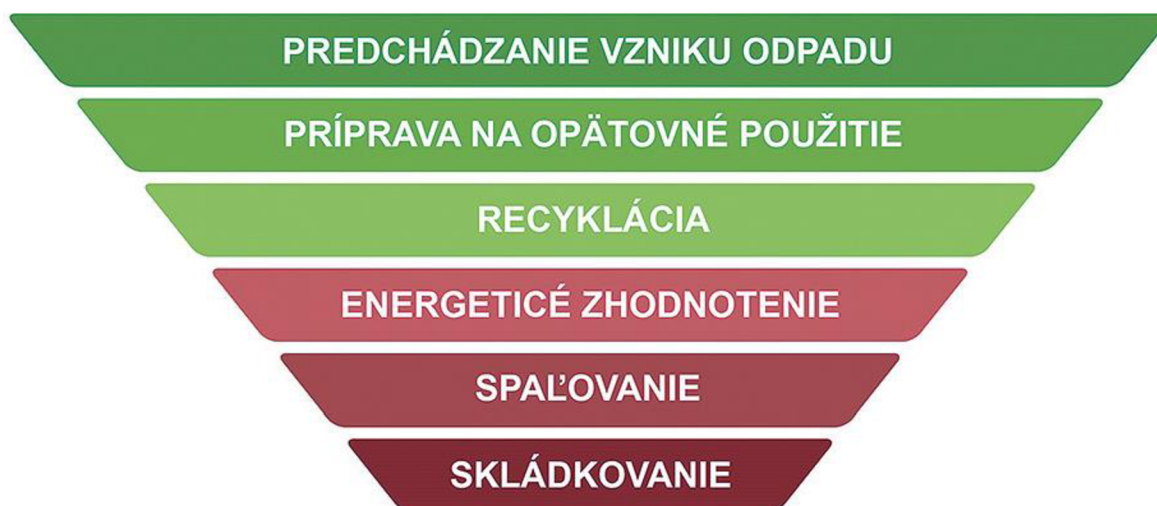 PREDCHÁDZANIE VZNIKU ODPADU
PRÍPRAVA NA OPÄTOVNÉ POUŽITIE
RECYKLÁCIA
ENERGETICÉ ZHODNOTENIE
SPAĽOVANIE
SKLÁDKOVANIE